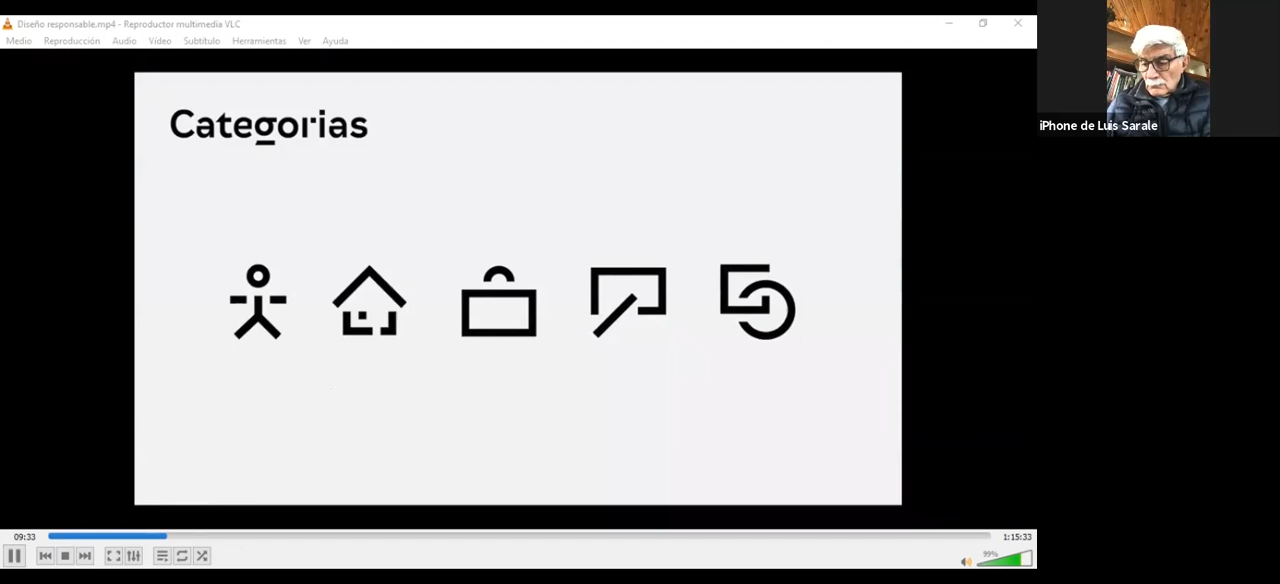 Diseño responsable.mp4 - Reproductor multimedia VLC
Medio Reproducción Audio Vídeo Subtítulo Herramientas Ver Ayuda
Categorias
iPhone de Luis Sarale
09:33
1:15:33
99%